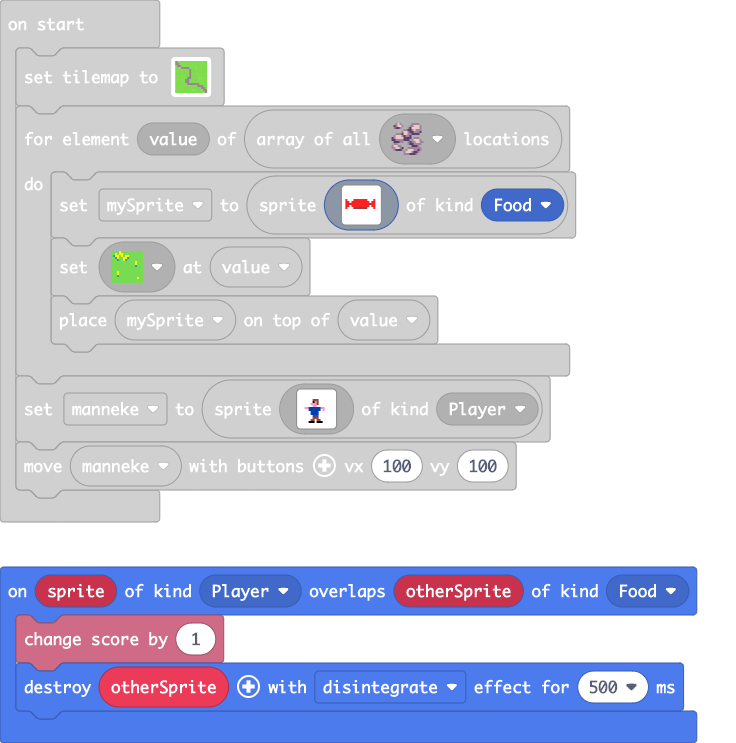 on start
set tilemap to
for element value of array of all locations
do
set mySprite to sprite of kind Food
set at value
place mySprite on top of value
set manneke to sprite of kind Player
move manneke with buttons vx 100 vy 100
on sprite of kind Player overlaps otherSprite of kind Food
change score by 1
destroy otherSprite with disintegrate effect for 500 ms